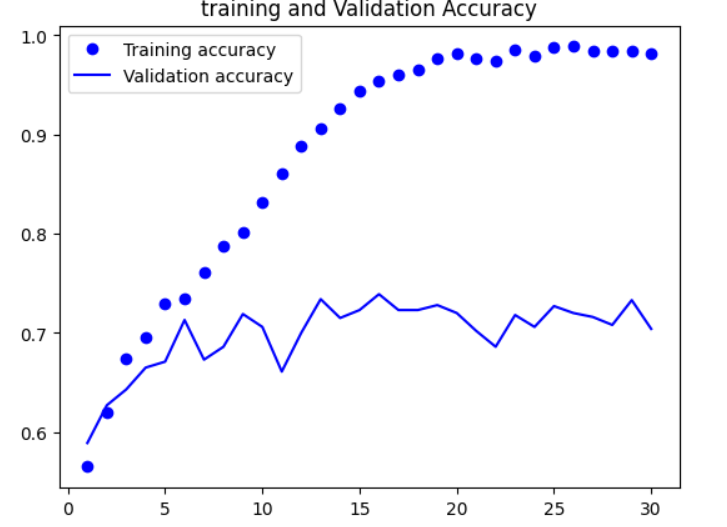 training and Validation Accuracy
1.0
Training accuracy
Validation accuracy
0.9
0.8
0.7
0.6
0 5 10 15 20 25 30